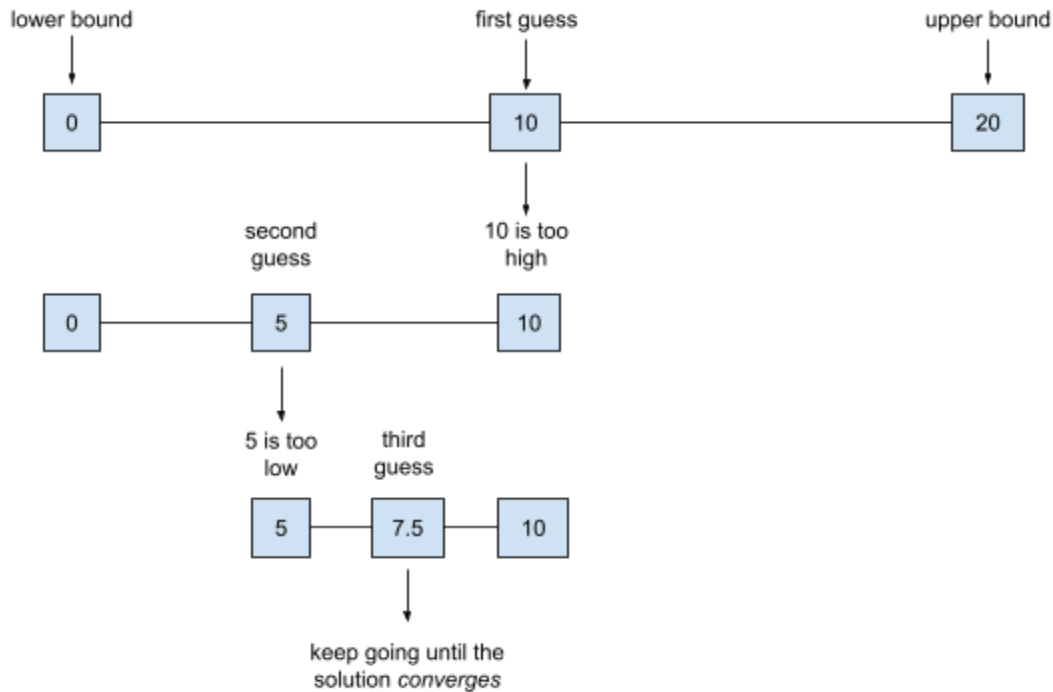 lower bound
first guess
upper bound
0
10
20
second
guess
10 is too
high
0
5
10
5 is too
low
third
guess
5
7.5
10
keep going until the
solution converges